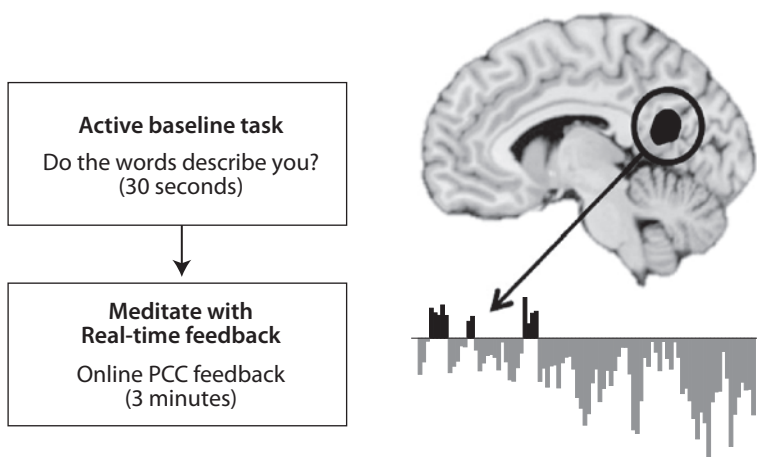 Active baseline task
Do the words describe you?
(30 seconds)
Meditate with
Real-time feedback
Online PCC feedback
(3 minutes)